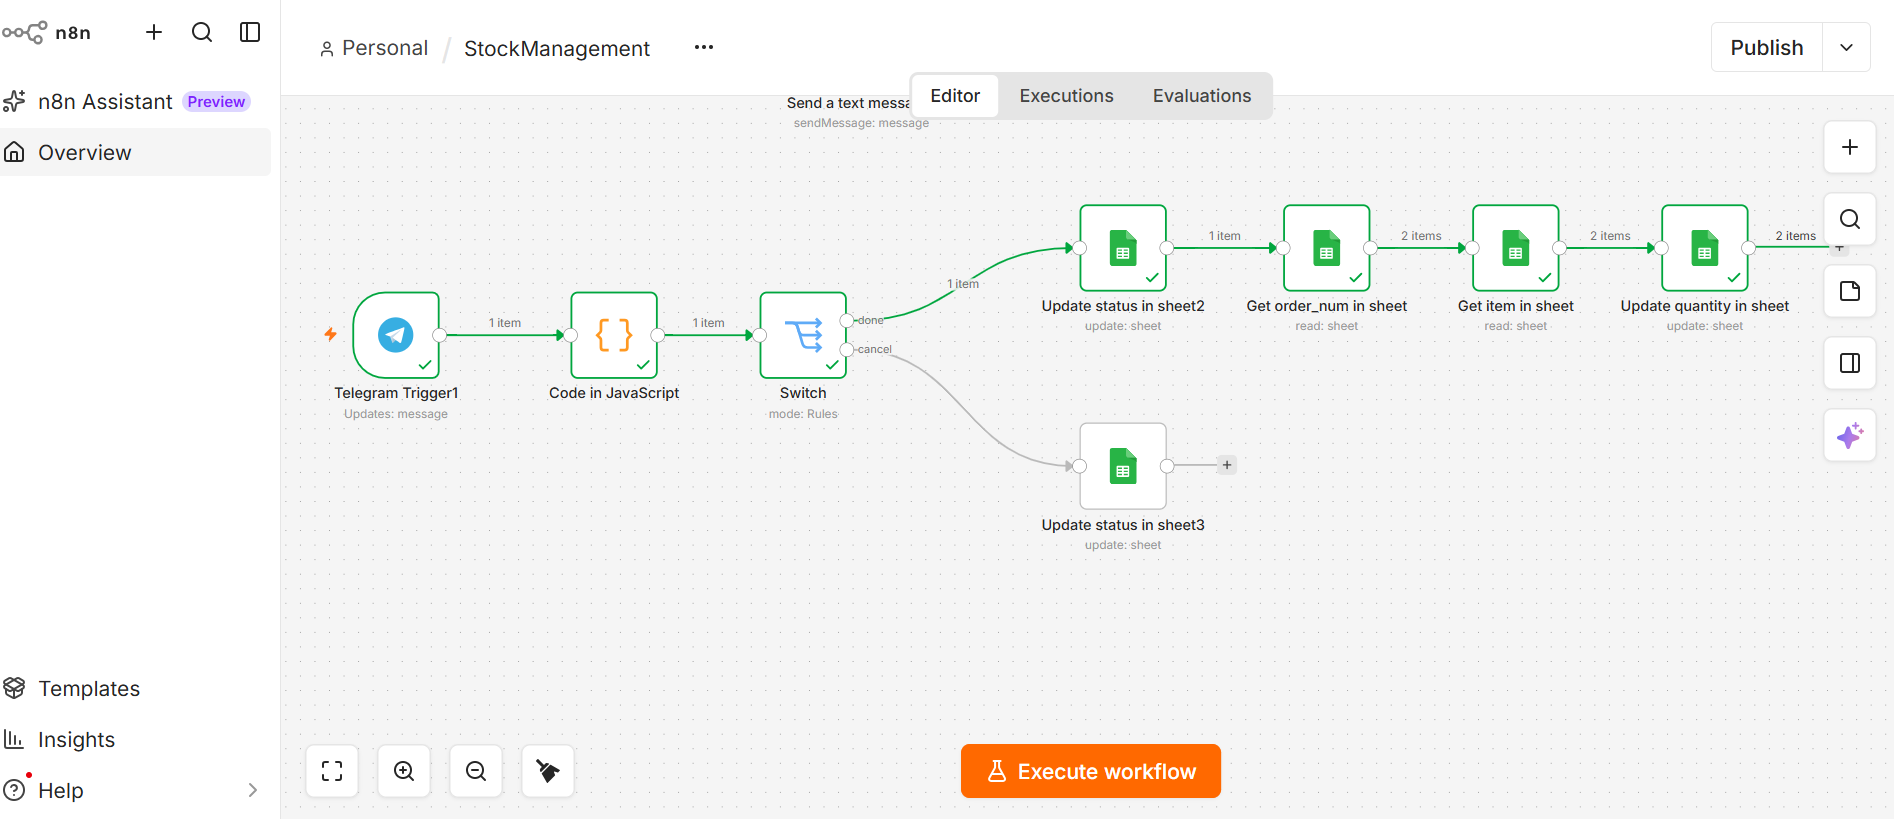 n8n
Personal / StockManagement
Publish
n8n Assistant Preview
Editor Executions Evaluations
Overview
Send a text messa
sendMessage: message
1 item
2 items
2 items
2 items
Update status in sheet2
update: sheet
Get order_num in sheet
read: sheet
Get item in sheet
read: sheet
Update quantity in sheet
update: sheet
1 item
1 item
1 item
done
cancel
Telegram Trigger1
Updates: message
Code in JavaScript
Switch
mode: Rules
Update status in sheet3
update: sheet
Templates
Insights
Help
Execute workflow